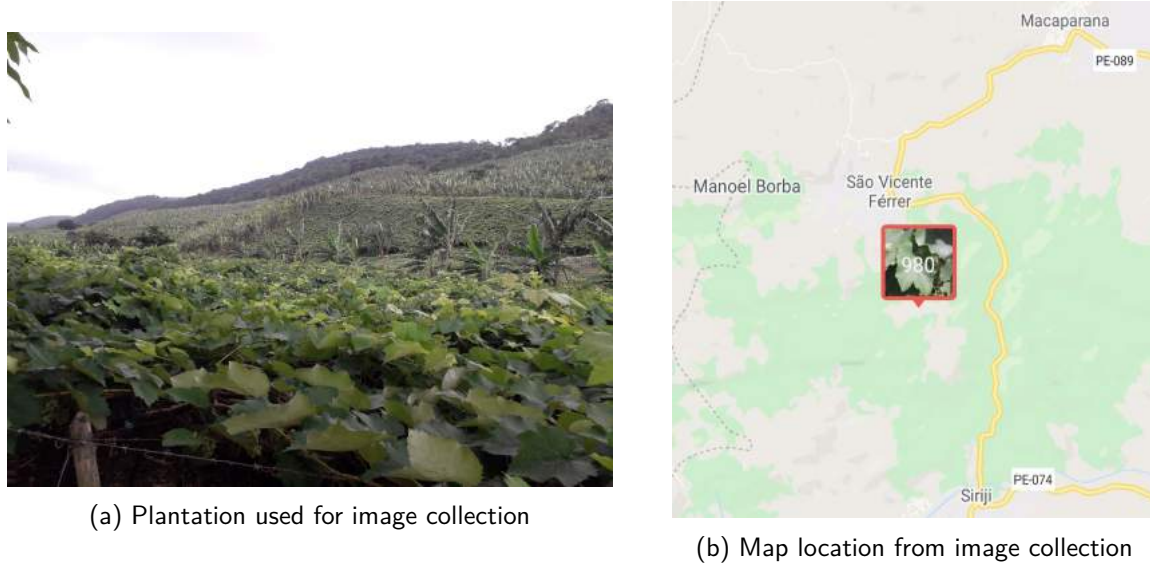 Macaparana
PE-089
Manoel Borba
São Vicente
Férrer
980
PE-074
Siriji
(a) Plantation used for image collection
(b) Map location from image collection